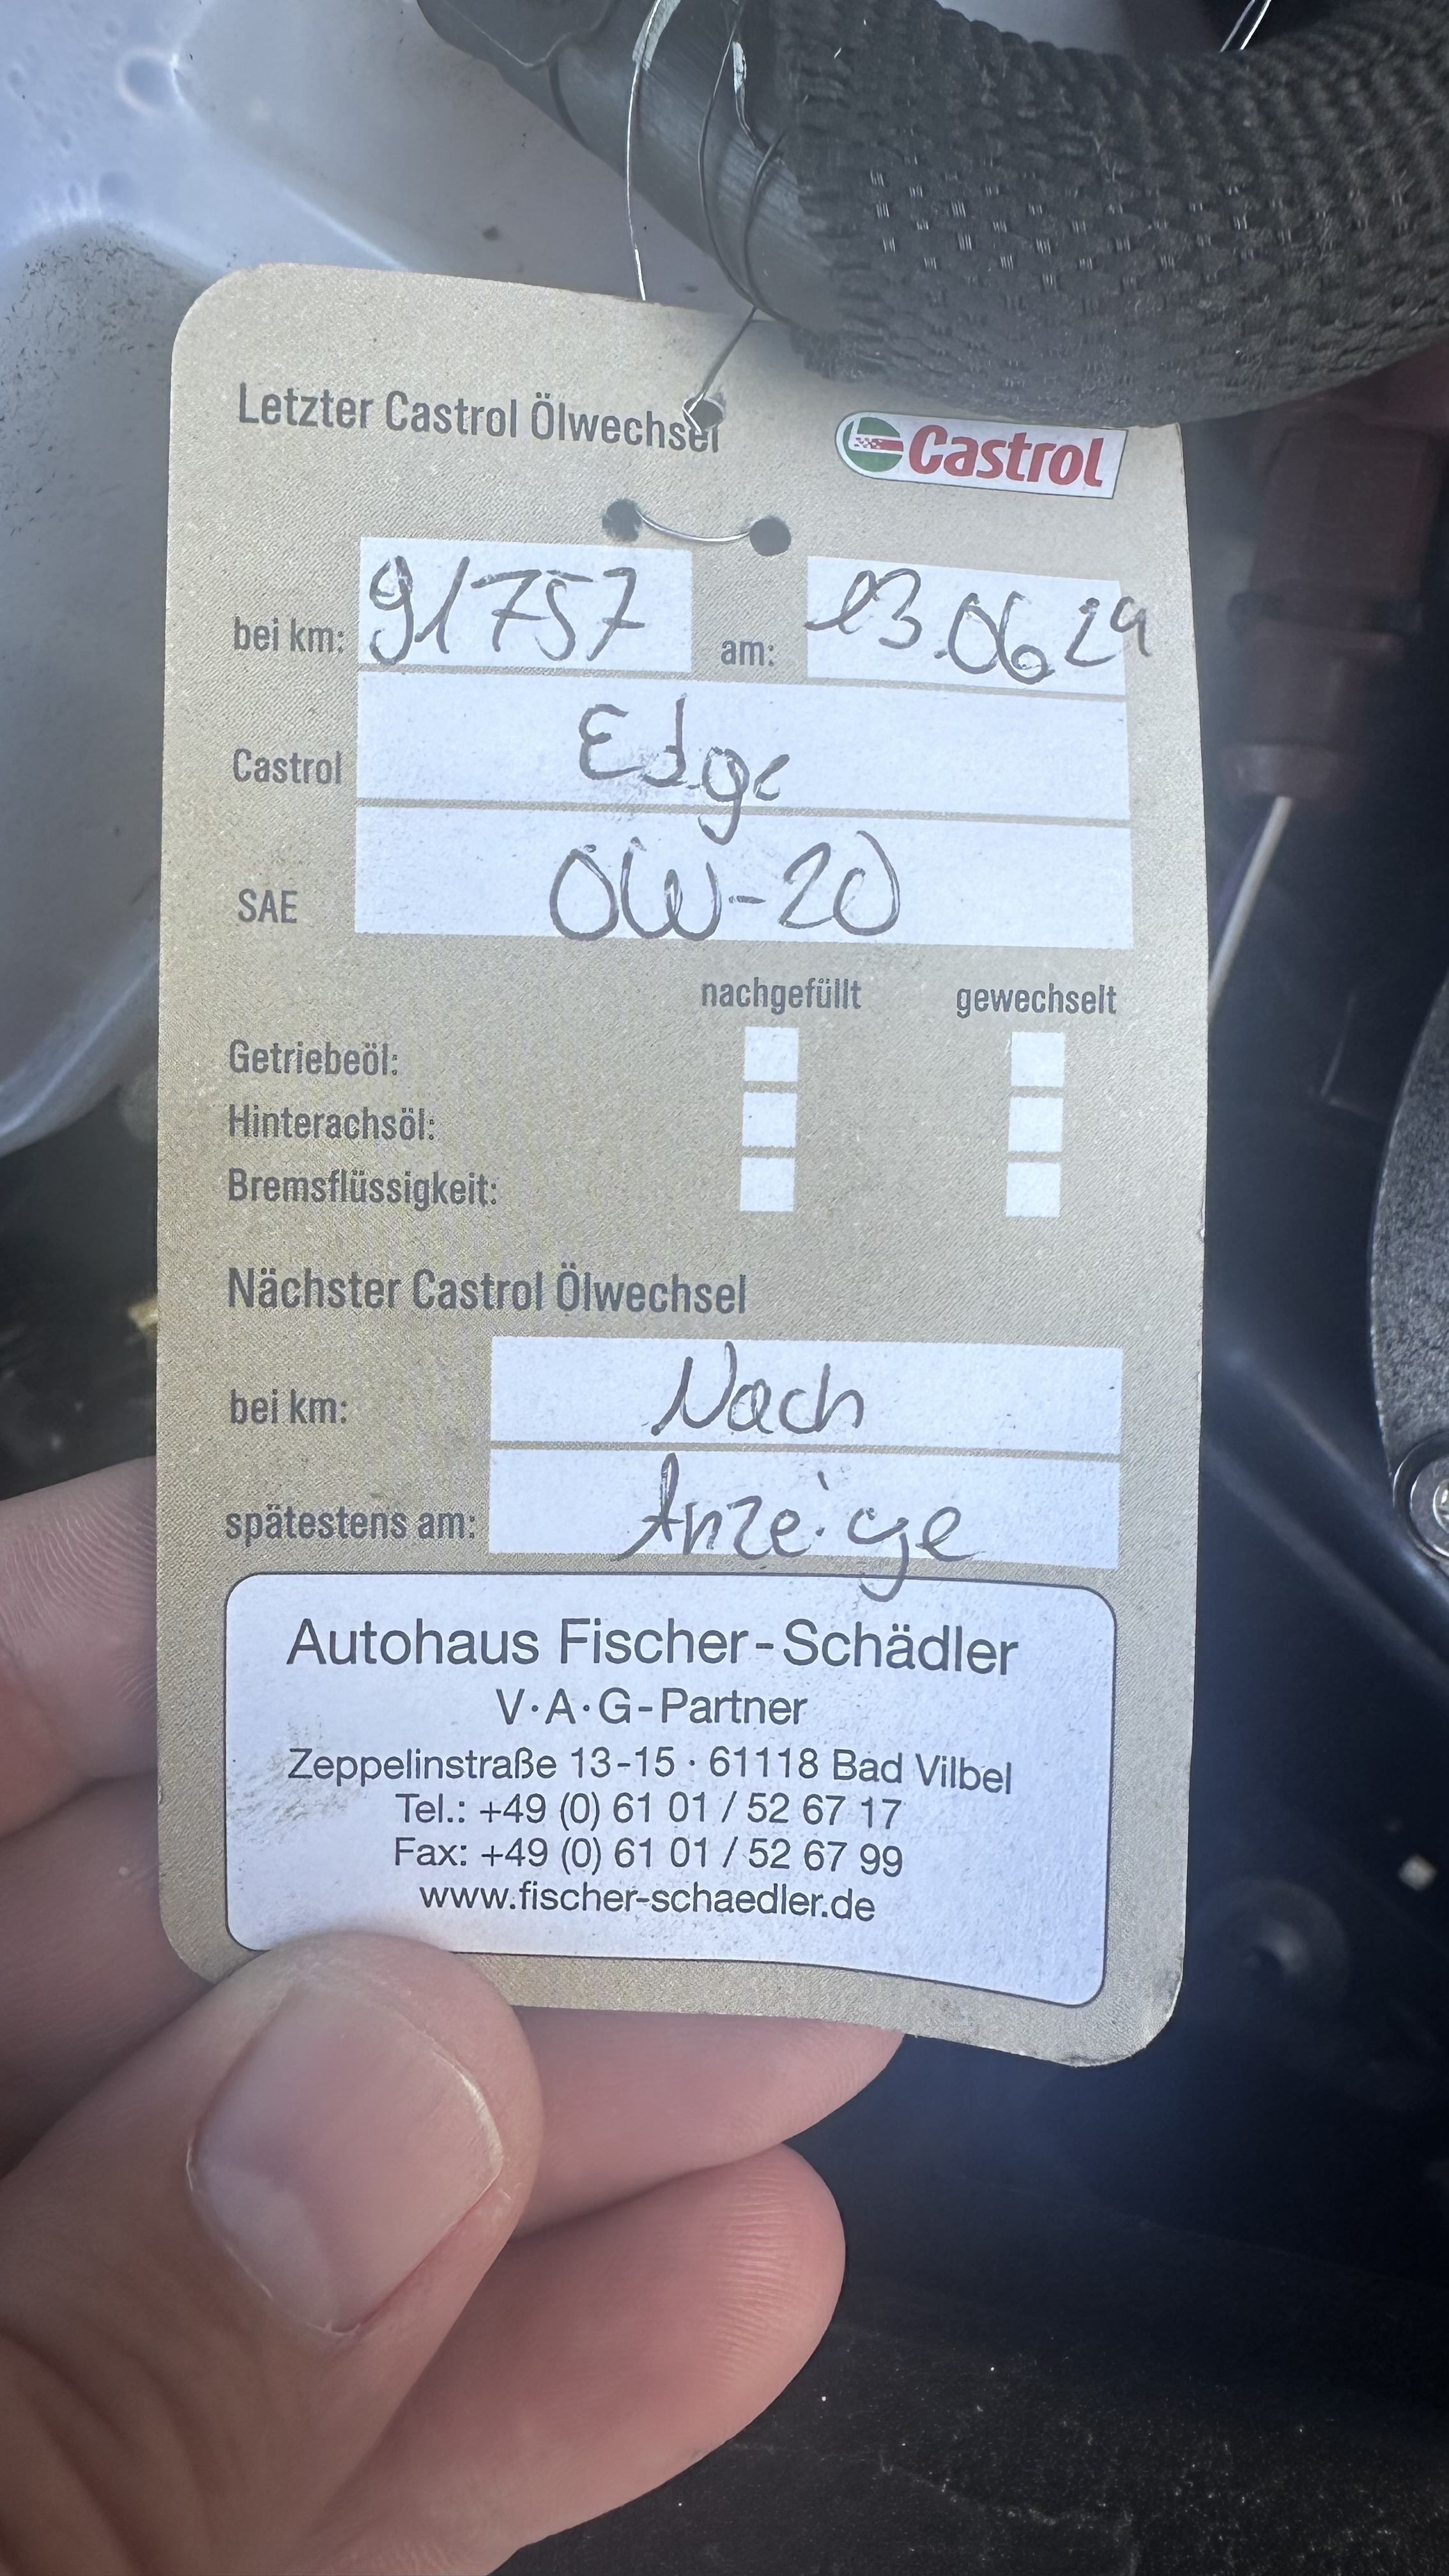 Letzter Castrol Ölwechsel
Castrol
bei km: 91757 am: 13.06 24
Castrol Edge
SAE 0W-20
nachgefüllt gewechselt
Getriebeöl:
Hinterachsöl:
Bremsflüssigkeit:
Nächster Castrol Ölwechsel
bei km: Nach
spätestens am: Anzeige
Autohaus Fischer-Schädler
V·A·G-Partner
Zeppelinstraße 13-15 · 61118 Bad Vilbel
Tel.: +49 (0) 61 01 / 52 67 17
Fax: +49 (0) 61 01 / 52 67 99
www.fischer-schaedler.de